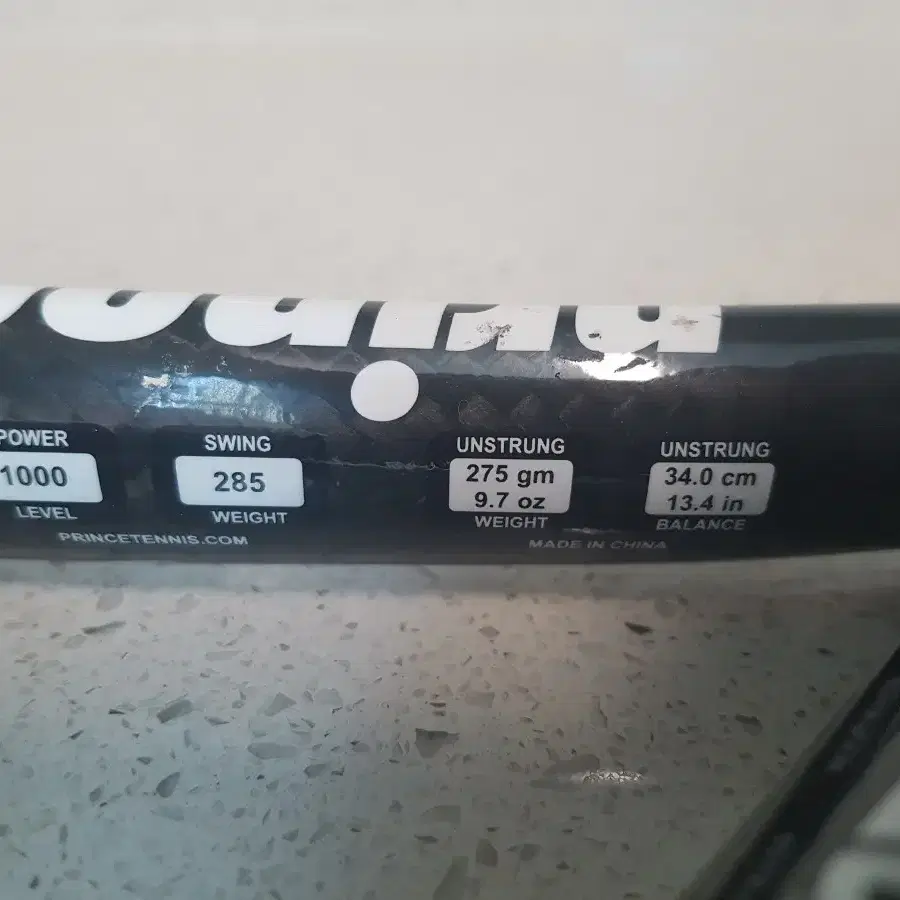 prince
POWER
1000
LEVEL
SWING
285
WEIGHT
UNSTRUNG
275 gm
9.7 oz
WEIGHT
UNSTRUNG
34.0 cm
13.4 in
BALANCE
PRINCETENNIS.COM
MADE IN CHINA